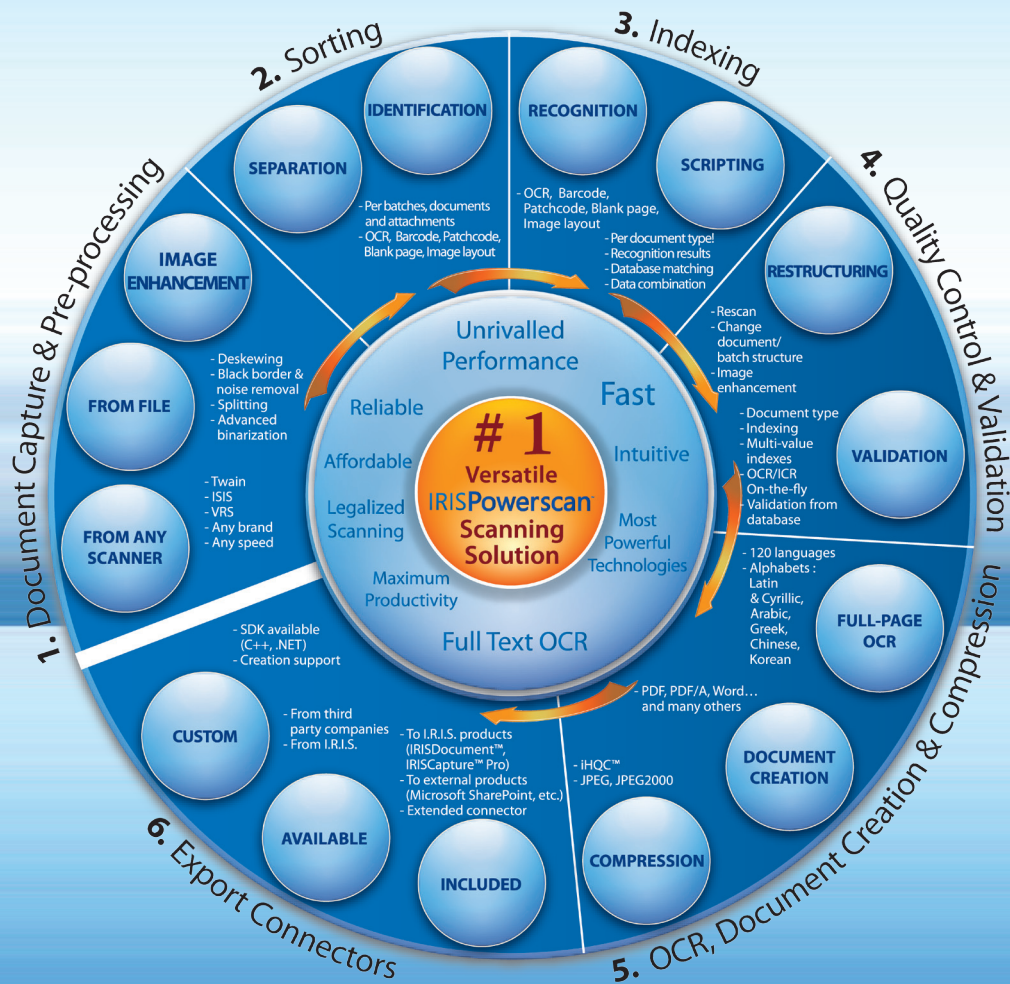 1. Document Capture & Pre-processing
FROM ANY
SCANNER
- Twain
- ISIS
- VRS
- Any brand
- Any speed
FROM FILE
IMAGE
ENHANCEMENT
- Deskewing
- Black border &
noise removal
- Splitting
- Advanced
binarization
2. Sorting
SEPARATION
IDENTIFICATION
- Per batches, documents
and attachments
- OCR, Barcode, Patchcode,
Blank page, Image layout
3. Indexing
RECOGNITION
- OCR, Barcode,
Patchcode, Blank page,
Image layout
SCRIPTING
- Per document type!
- Recognition results
- Database matching
- Data combination
4. Quality Control & Validation
RESTRUCTURING
- Rescan
- Change
document/
batch structure
- Image
enhancement
VALIDATION
- Document type
- Indexing
- Multi-value
indexes
- OCR/ICR
On-the-fly
- Validation from
database
5. OCR, Document Creation & Compression
FULL-PAGE
OCR
- 120 languages
- Alphabets :
Latin
& Cyrillic,
Arabic,
Greek,
Chinese,
Korean
DOCUMENT
CREATION
- PDF, PDF/A, Word...
and many others
COMPRESSION
- iHQC™
- JPEG, JPEG2000
6. Export Connectors
INCLUDED
- To I.R.I.S. products
(IRISDocument™,
IRISCapture™ Pro)
- To external products
(Microsoft SharePoint, etc.)
- Extended connector
AVAILABLE
- From third
party companies
- From I.R.I.S.
CUSTOM
- SDK available
(C++, .NET)
- Creation support
Unrivalled
Performance
Fast
Reliable
Intuitive
Affordable
Legalized
Scanning
Most
Powerful
Technologies
Maximum
Productivity
Full Text OCR
# 1
Versatile
IRISPowerscan™
Scanning
Solution